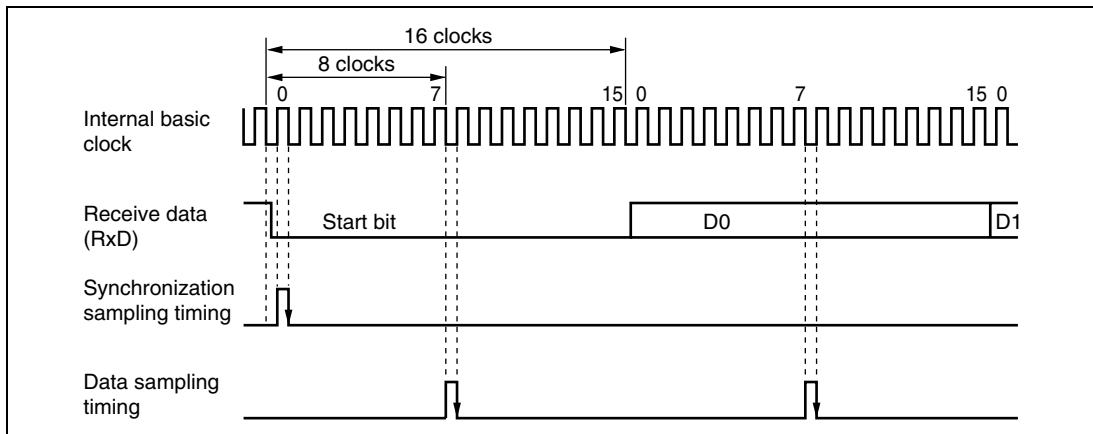 16 clocks
8 clocks
0 7 15 0 7 15 0
Internal basic
clock
Receive data
(RxD)
Start bit D0 D1
Synchronization
sampling timing
Data sampling
timing